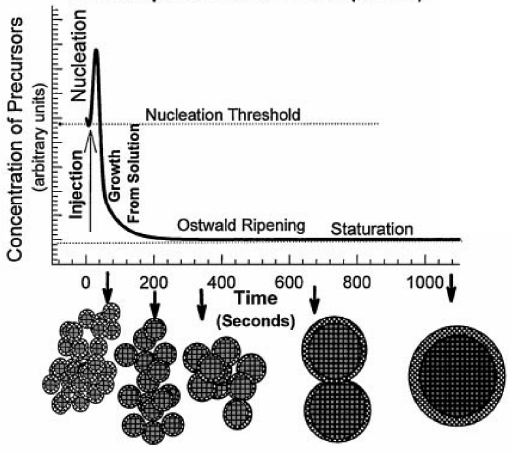 Concentration of Precursors
(arbitrary units)
Nucleation
Nucleation Threshold
Injection
Growth
From Solution
Ostwald Ripening
Staturation
0 200 400 600 800 1000
Time
(Seconds)